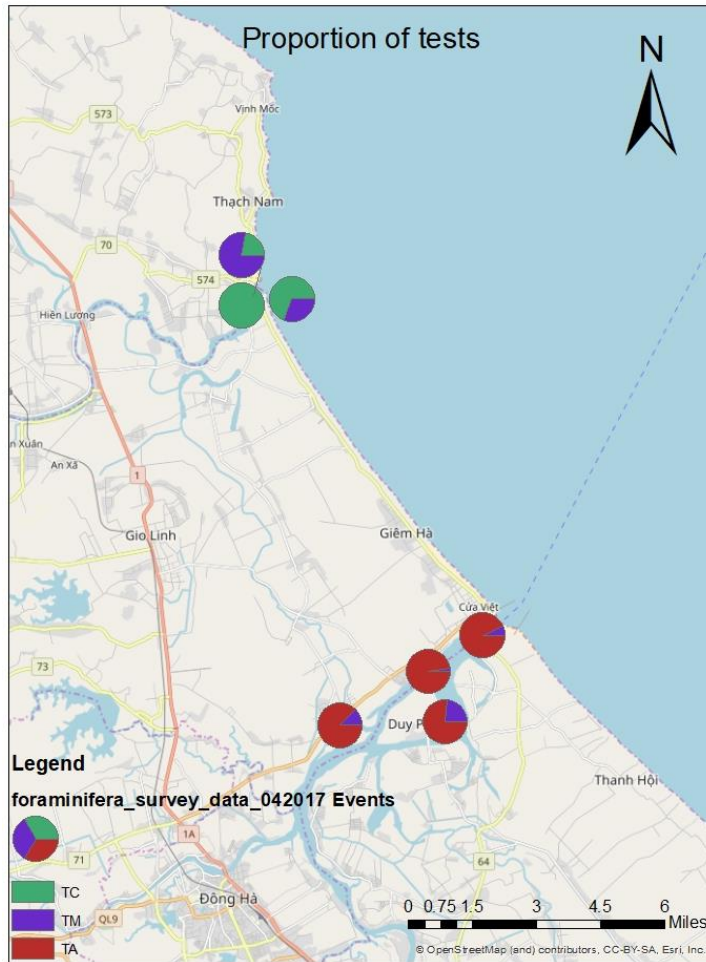 Proportion of tests
N
Vịnh Mốc
573
Thạch Nam
70
574
Hiền Lương
n Xuân
An Xá
1
Gio Linh
Giêm Hà
Cửa Việt
73
Duy P
Thanh Hội
Legend
foraminifera_survey_data_042017 Events
1A
71
64
TC
TM
TA
QL9
Đông Hà
0 0.75 1.5 3 4.5 6
Miles
© OpenStreetMap (and) contributors, CC-BY-SA, Esri, Inc.